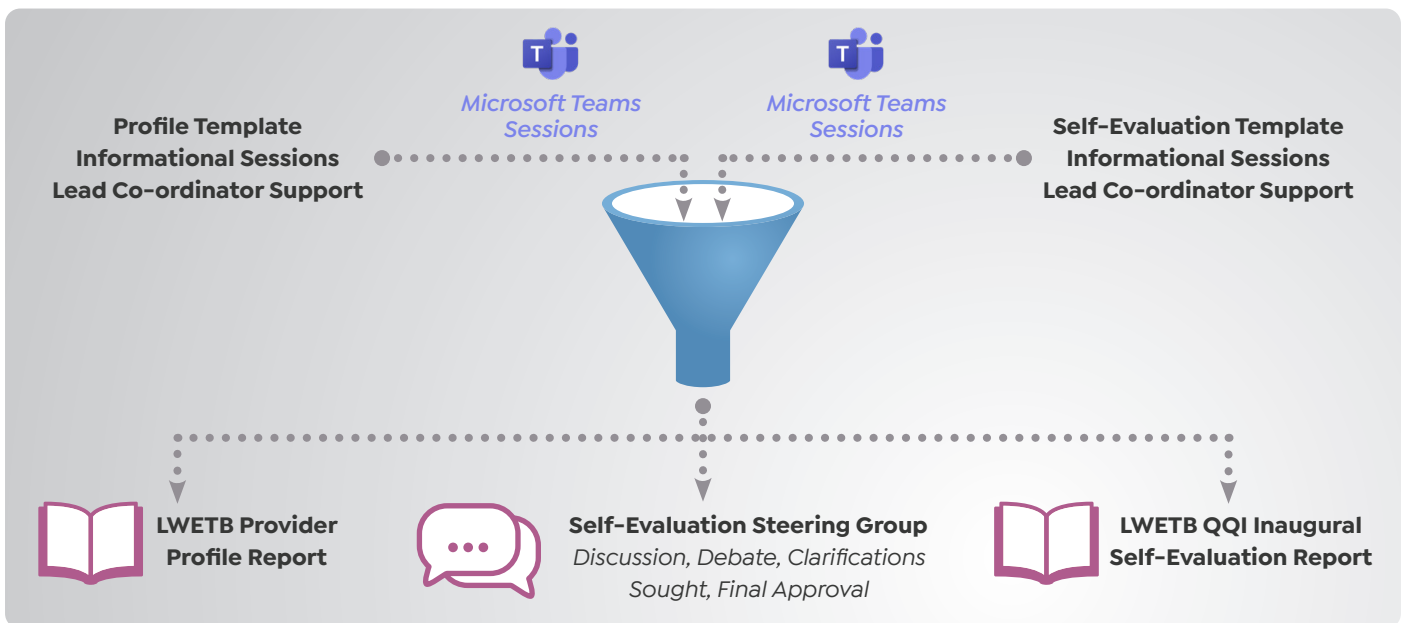 T
Microsoft Teams
Sessions
T
Microsoft Teams
Sessions
Profile Template
Informational Sessions
Lead Co-ordinator Support
Self-Evaluation Template
Informational Sessions
Lead Co-ordinator Support
LWETB Provider
Profile Report
Self-Evaluation Steering Group
Discussion, Debate, Clarifications
Sought, Final Approval
LWETB QQI Inaugural
Self-Evaluation Report